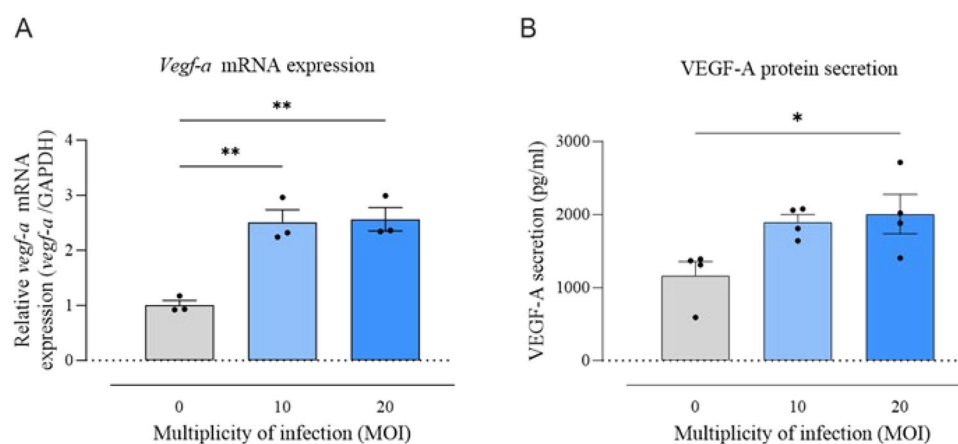 A
Vegf-a mRNA expression
**
**
Relative vegf-a mRNA
expression (vegf-a /GAPDH)
4
3
2
1
0
0 10 20
Multiplicity of infection (MOI)
B
VEGF-A protein secretion
*
VEGF-A secretion (pg/ml)
3000
2000
1000
0
0 10 20
Multiplicity of infection (MOI)